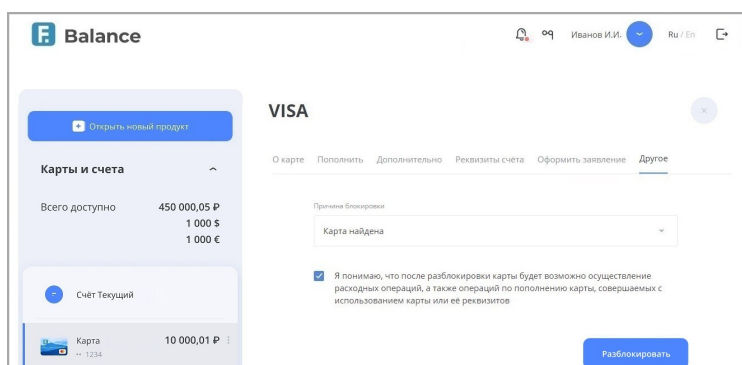 F. Balance
Иванов И.И.
Ru / En
Открыть новый продукт
VISA
Карты и счета
О карте Пополнить Дополнительно Реквизиты счёта Оформить заявление Другое
Всего доступно 450 000,05 ₽
1 000 $
1 000 €
Причина блокировки
Карта найдена
Я понимаю, что после разблокировки карты будет возможно осуществление
расходных операций, а также операций по пополнению карты, совершаемых с
использованием карты или её реквизитов
Счёт Текущий
Карта 10 000,01 ₽
•• 1234
Разблокировать